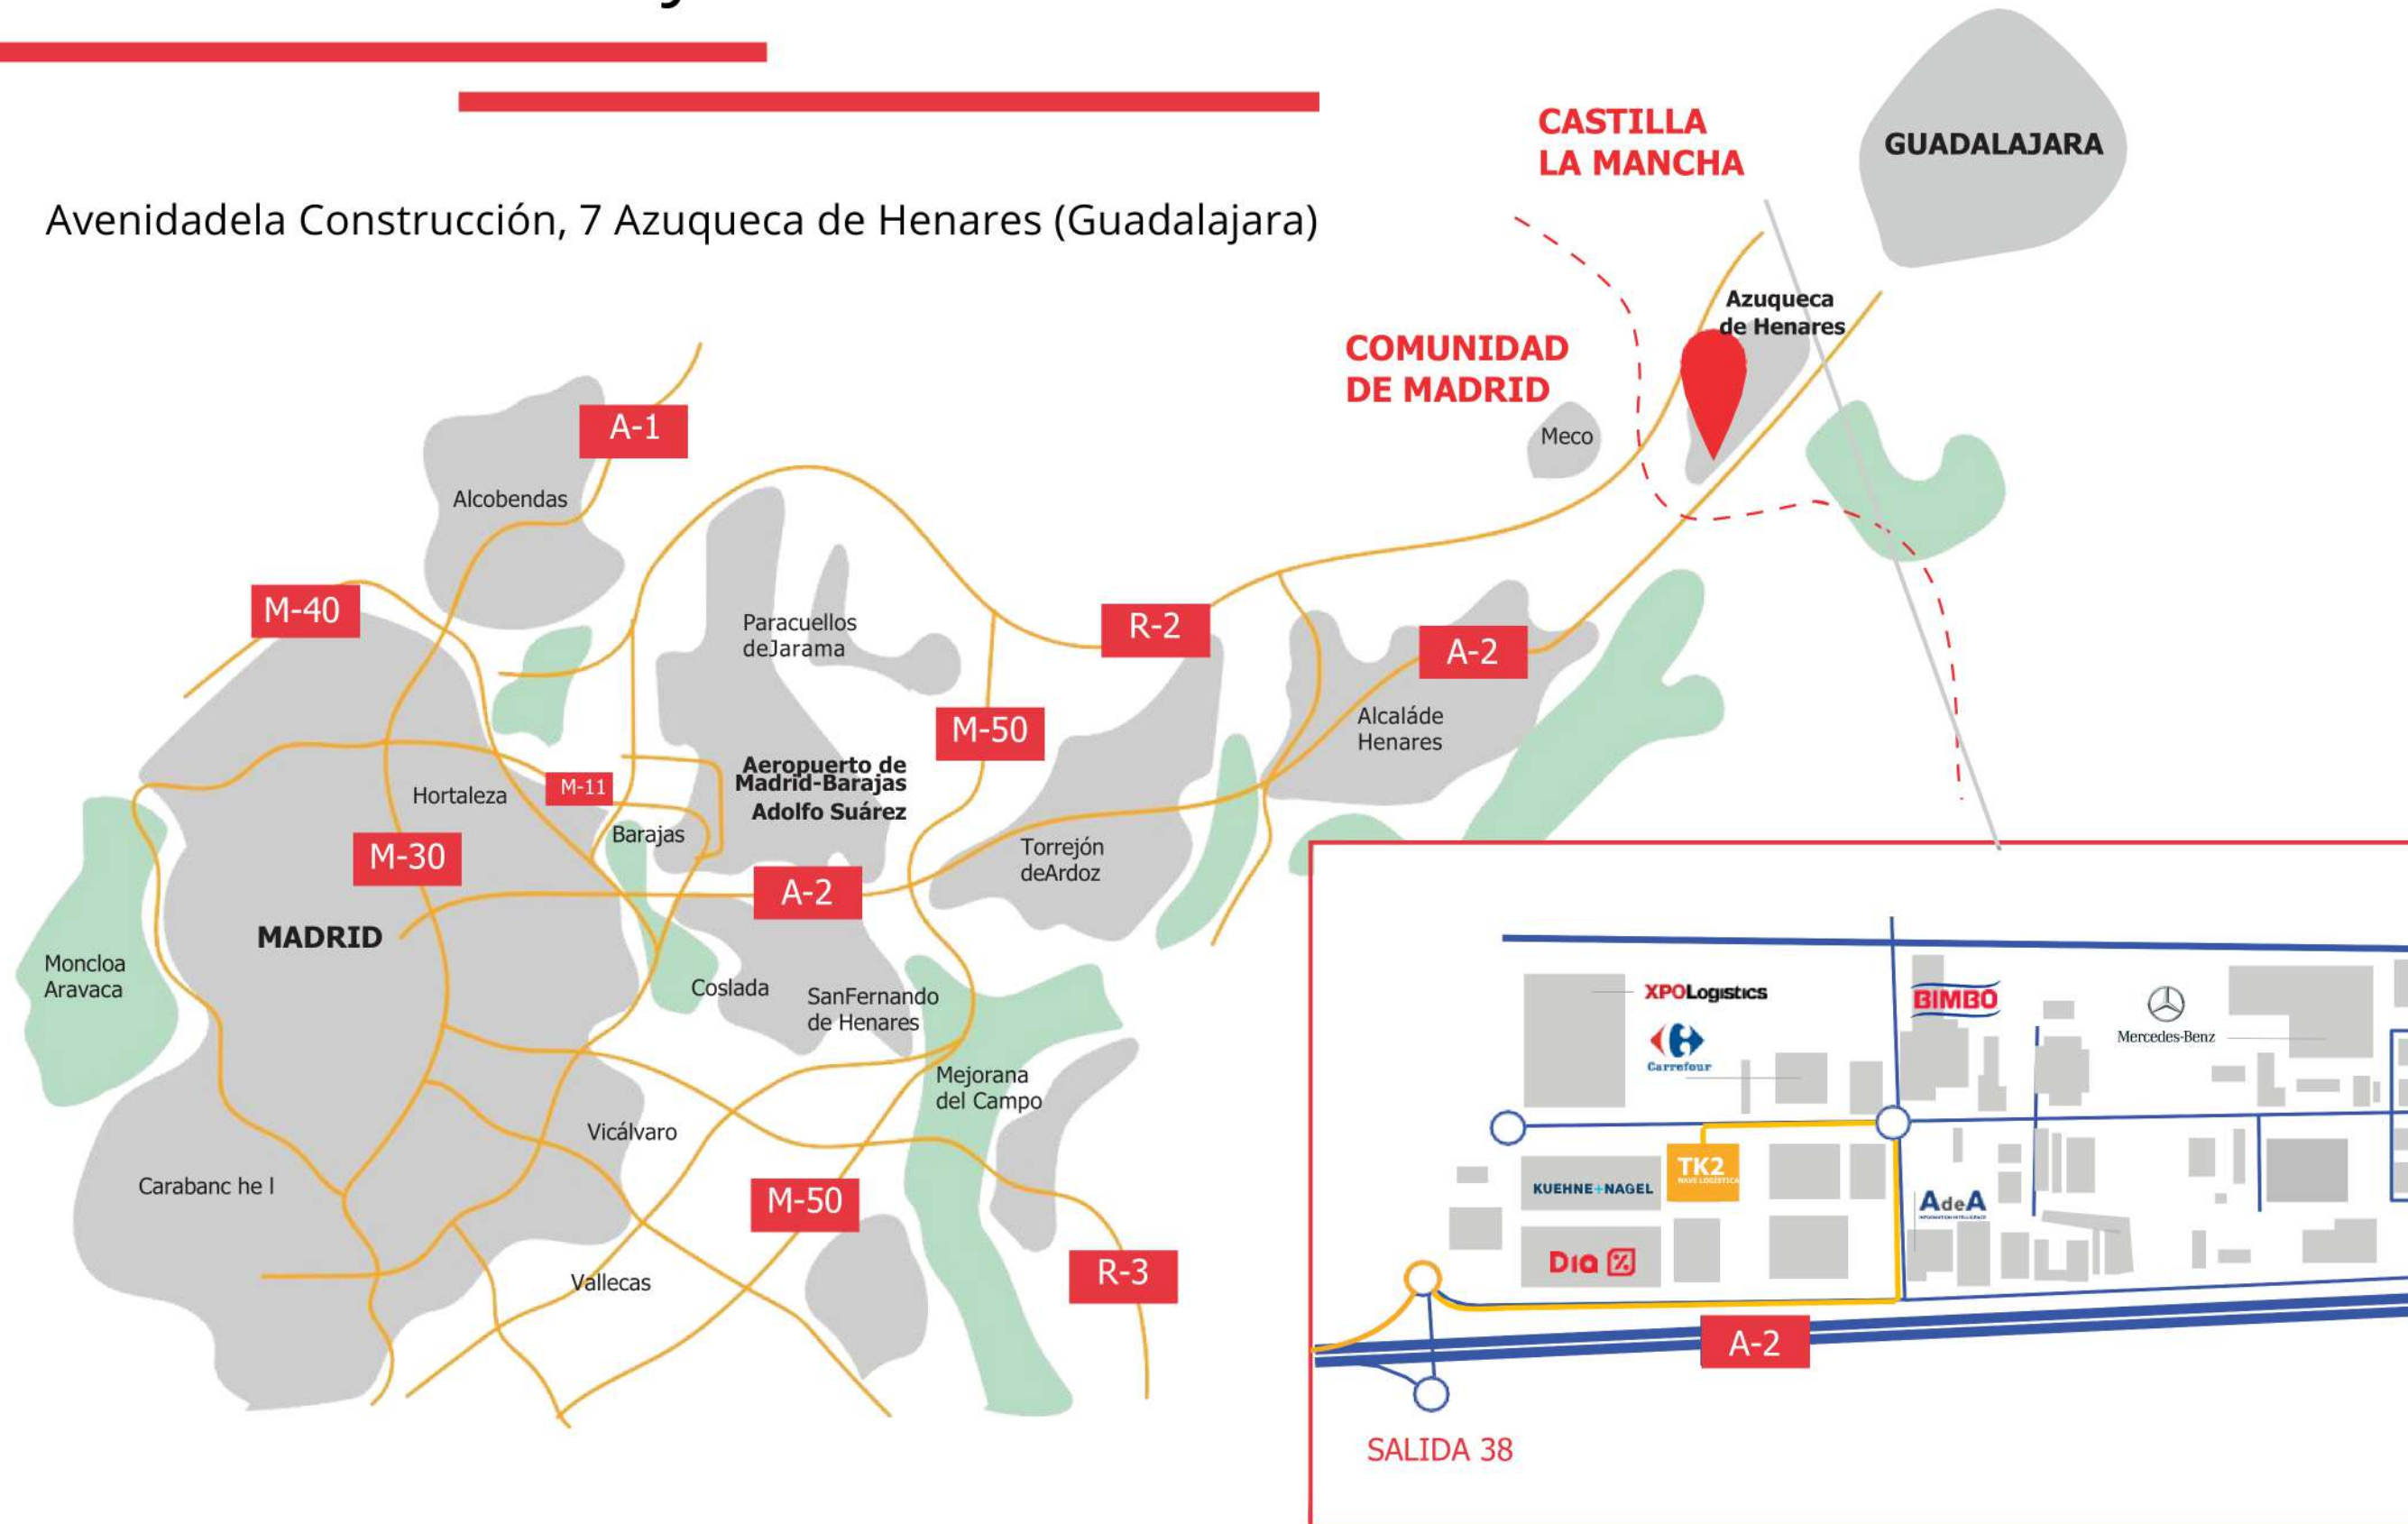 Avenidadela Construcción, 7 Azuqueca de Henares (Guadalajara)
CASTILLA
LA MANCHA
GUADALAJARA
Azuqueca
de Henares
COMUNIDAD
DE MADRID
Meco
A-1
Alcobendas
M-40
Paracuellos
deJarama
R-2
A-2
M-50
Alcaláde
Henares
Aeropuerto de
Madrid-Barajas
Adolfo Suárez
Hortaleza
M-11
Barajas
M-30
Torrejón
deArdoz
A-2
MADRID
Moncloa
Aravaca
Coslada
SanFernando
de Henares
Mejorana
del Campo
Vicálvaro
Carabanc he l
M-50
R-3
Vallecas
XPOLogistics
Carrefour
BIMBO
Mercedes-Benz
TK2
NAVE LOGÍSTICA
KUEHNE+NAGEL
AdeA
Dia %
A-2
SALIDA 38